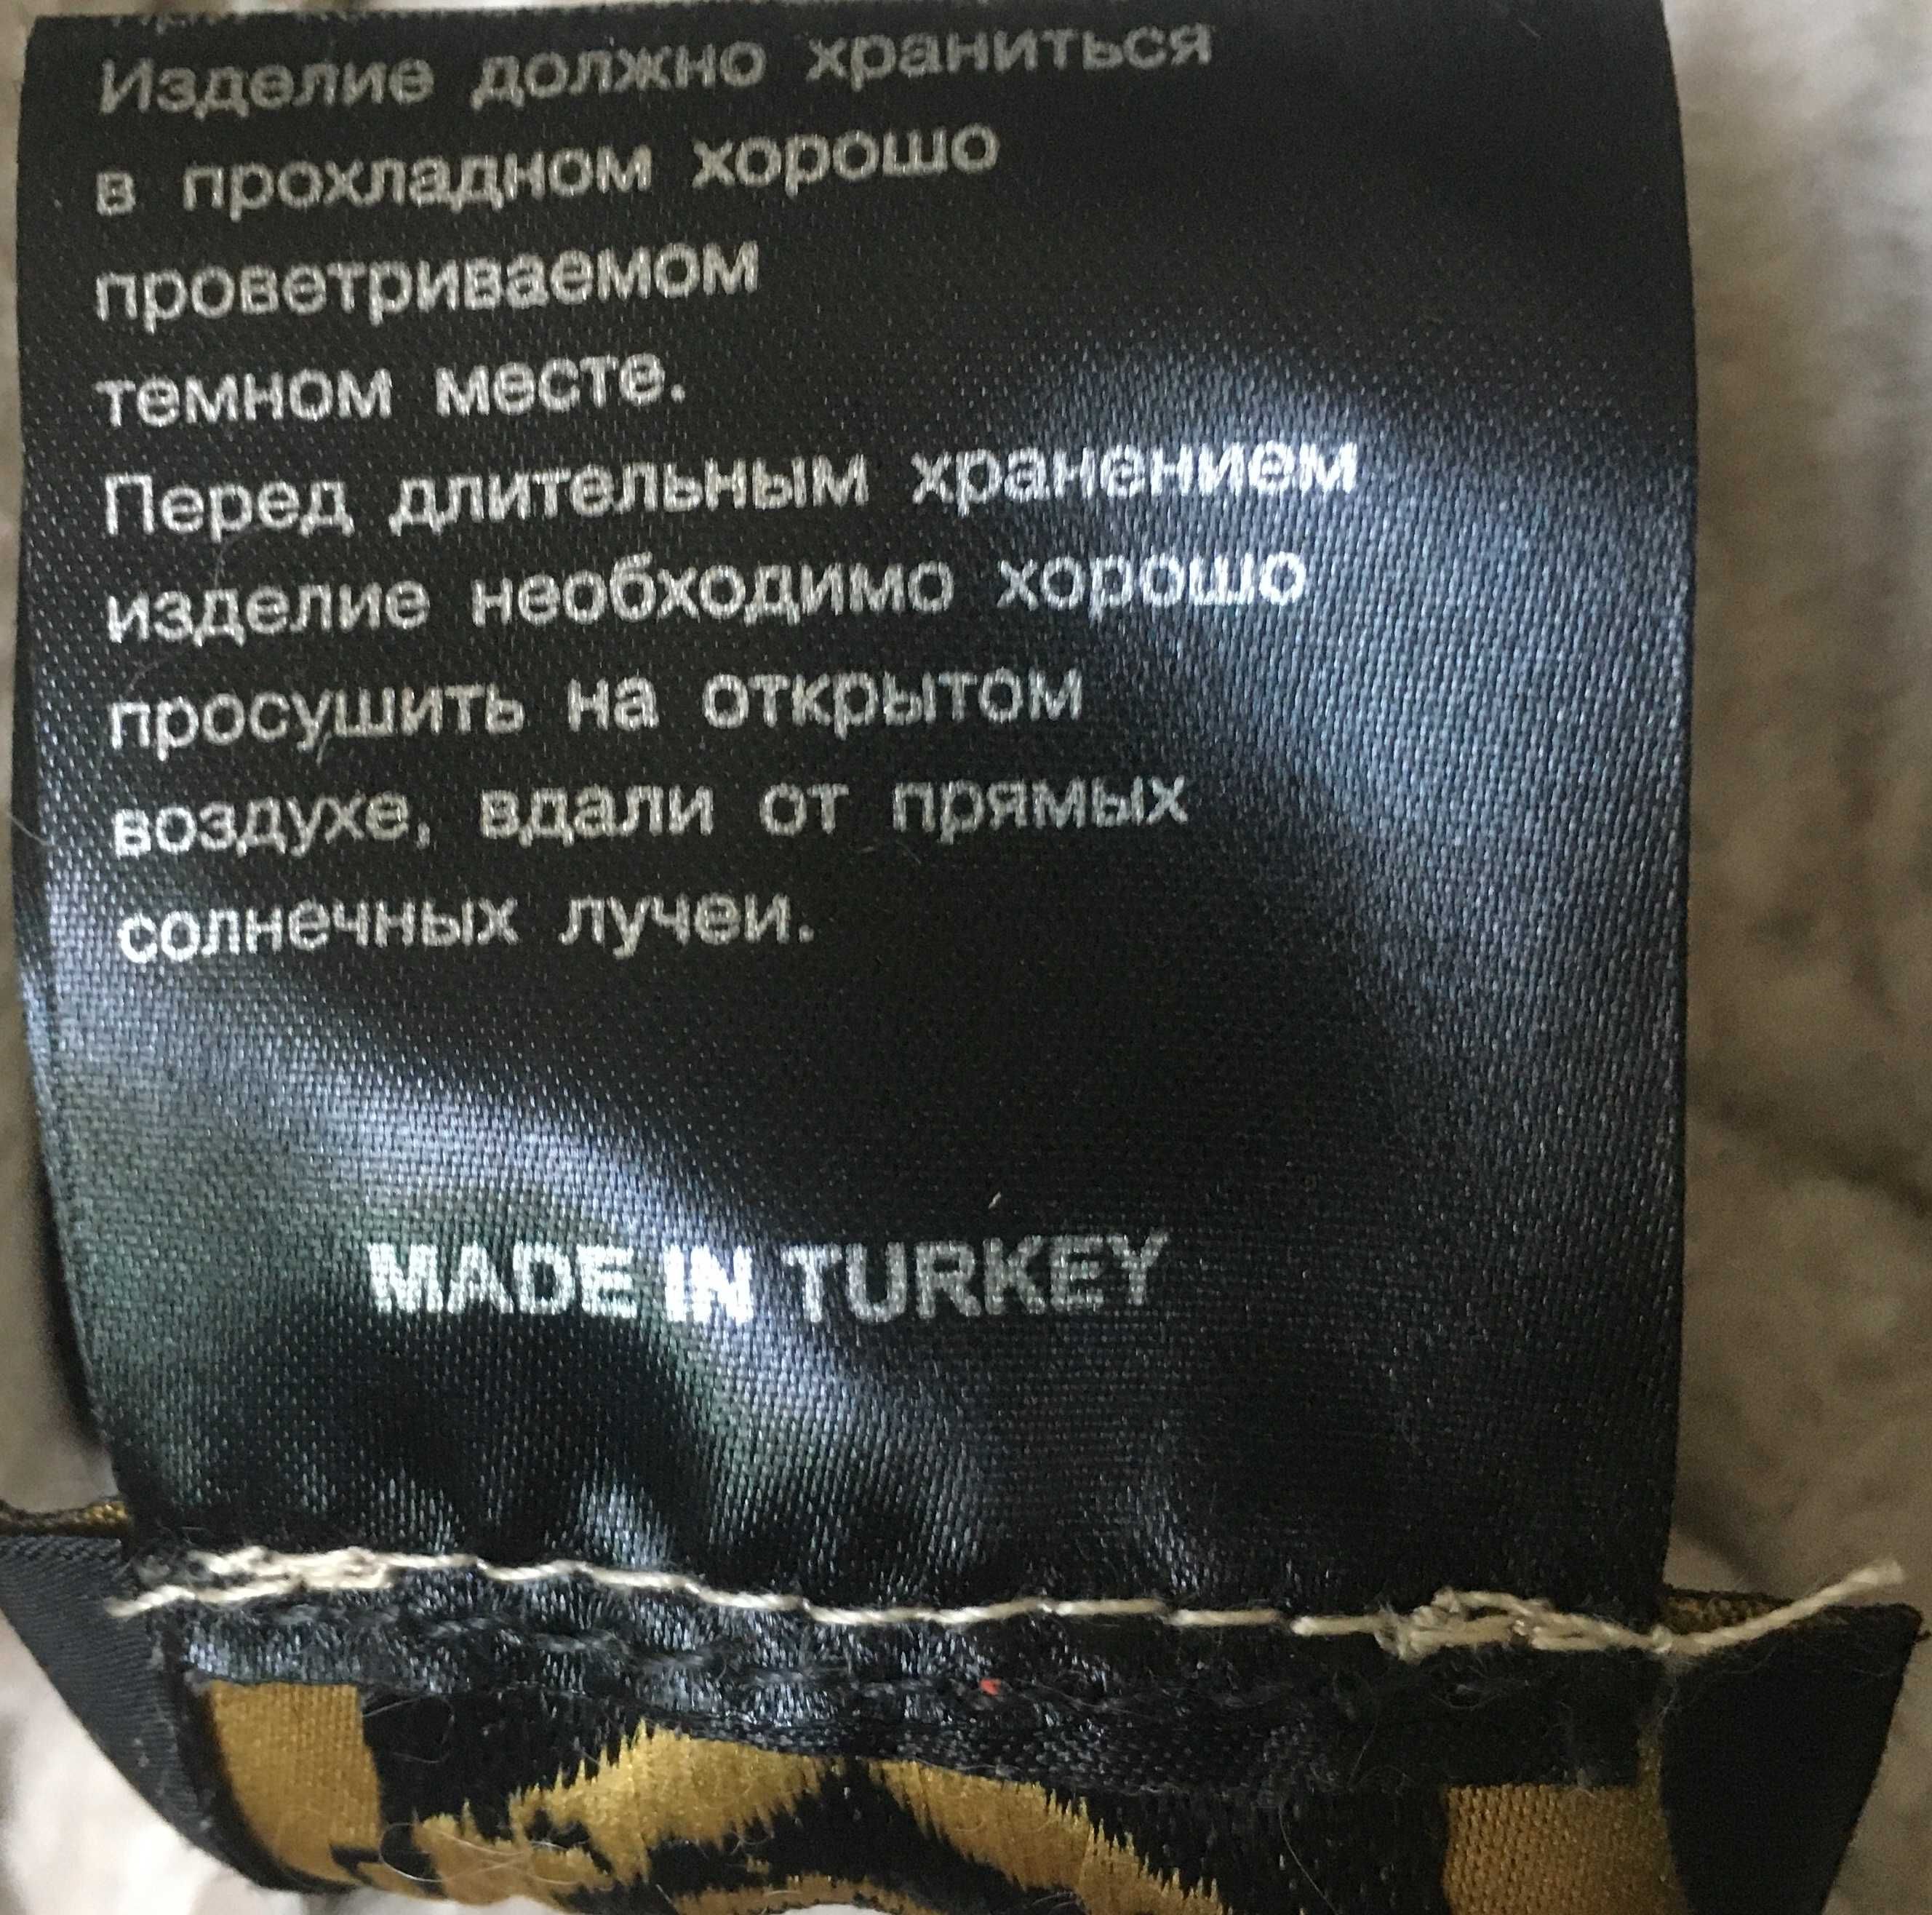 Изделие должно храниться
в прохладном хорошо
проветриваемом
темном месте.
Перед длительным хранением
изделие необходимо хорошо
просушить на открытом
воздухе, вдали от прямых
солнечных лучеи.
MADE IN TURKEY